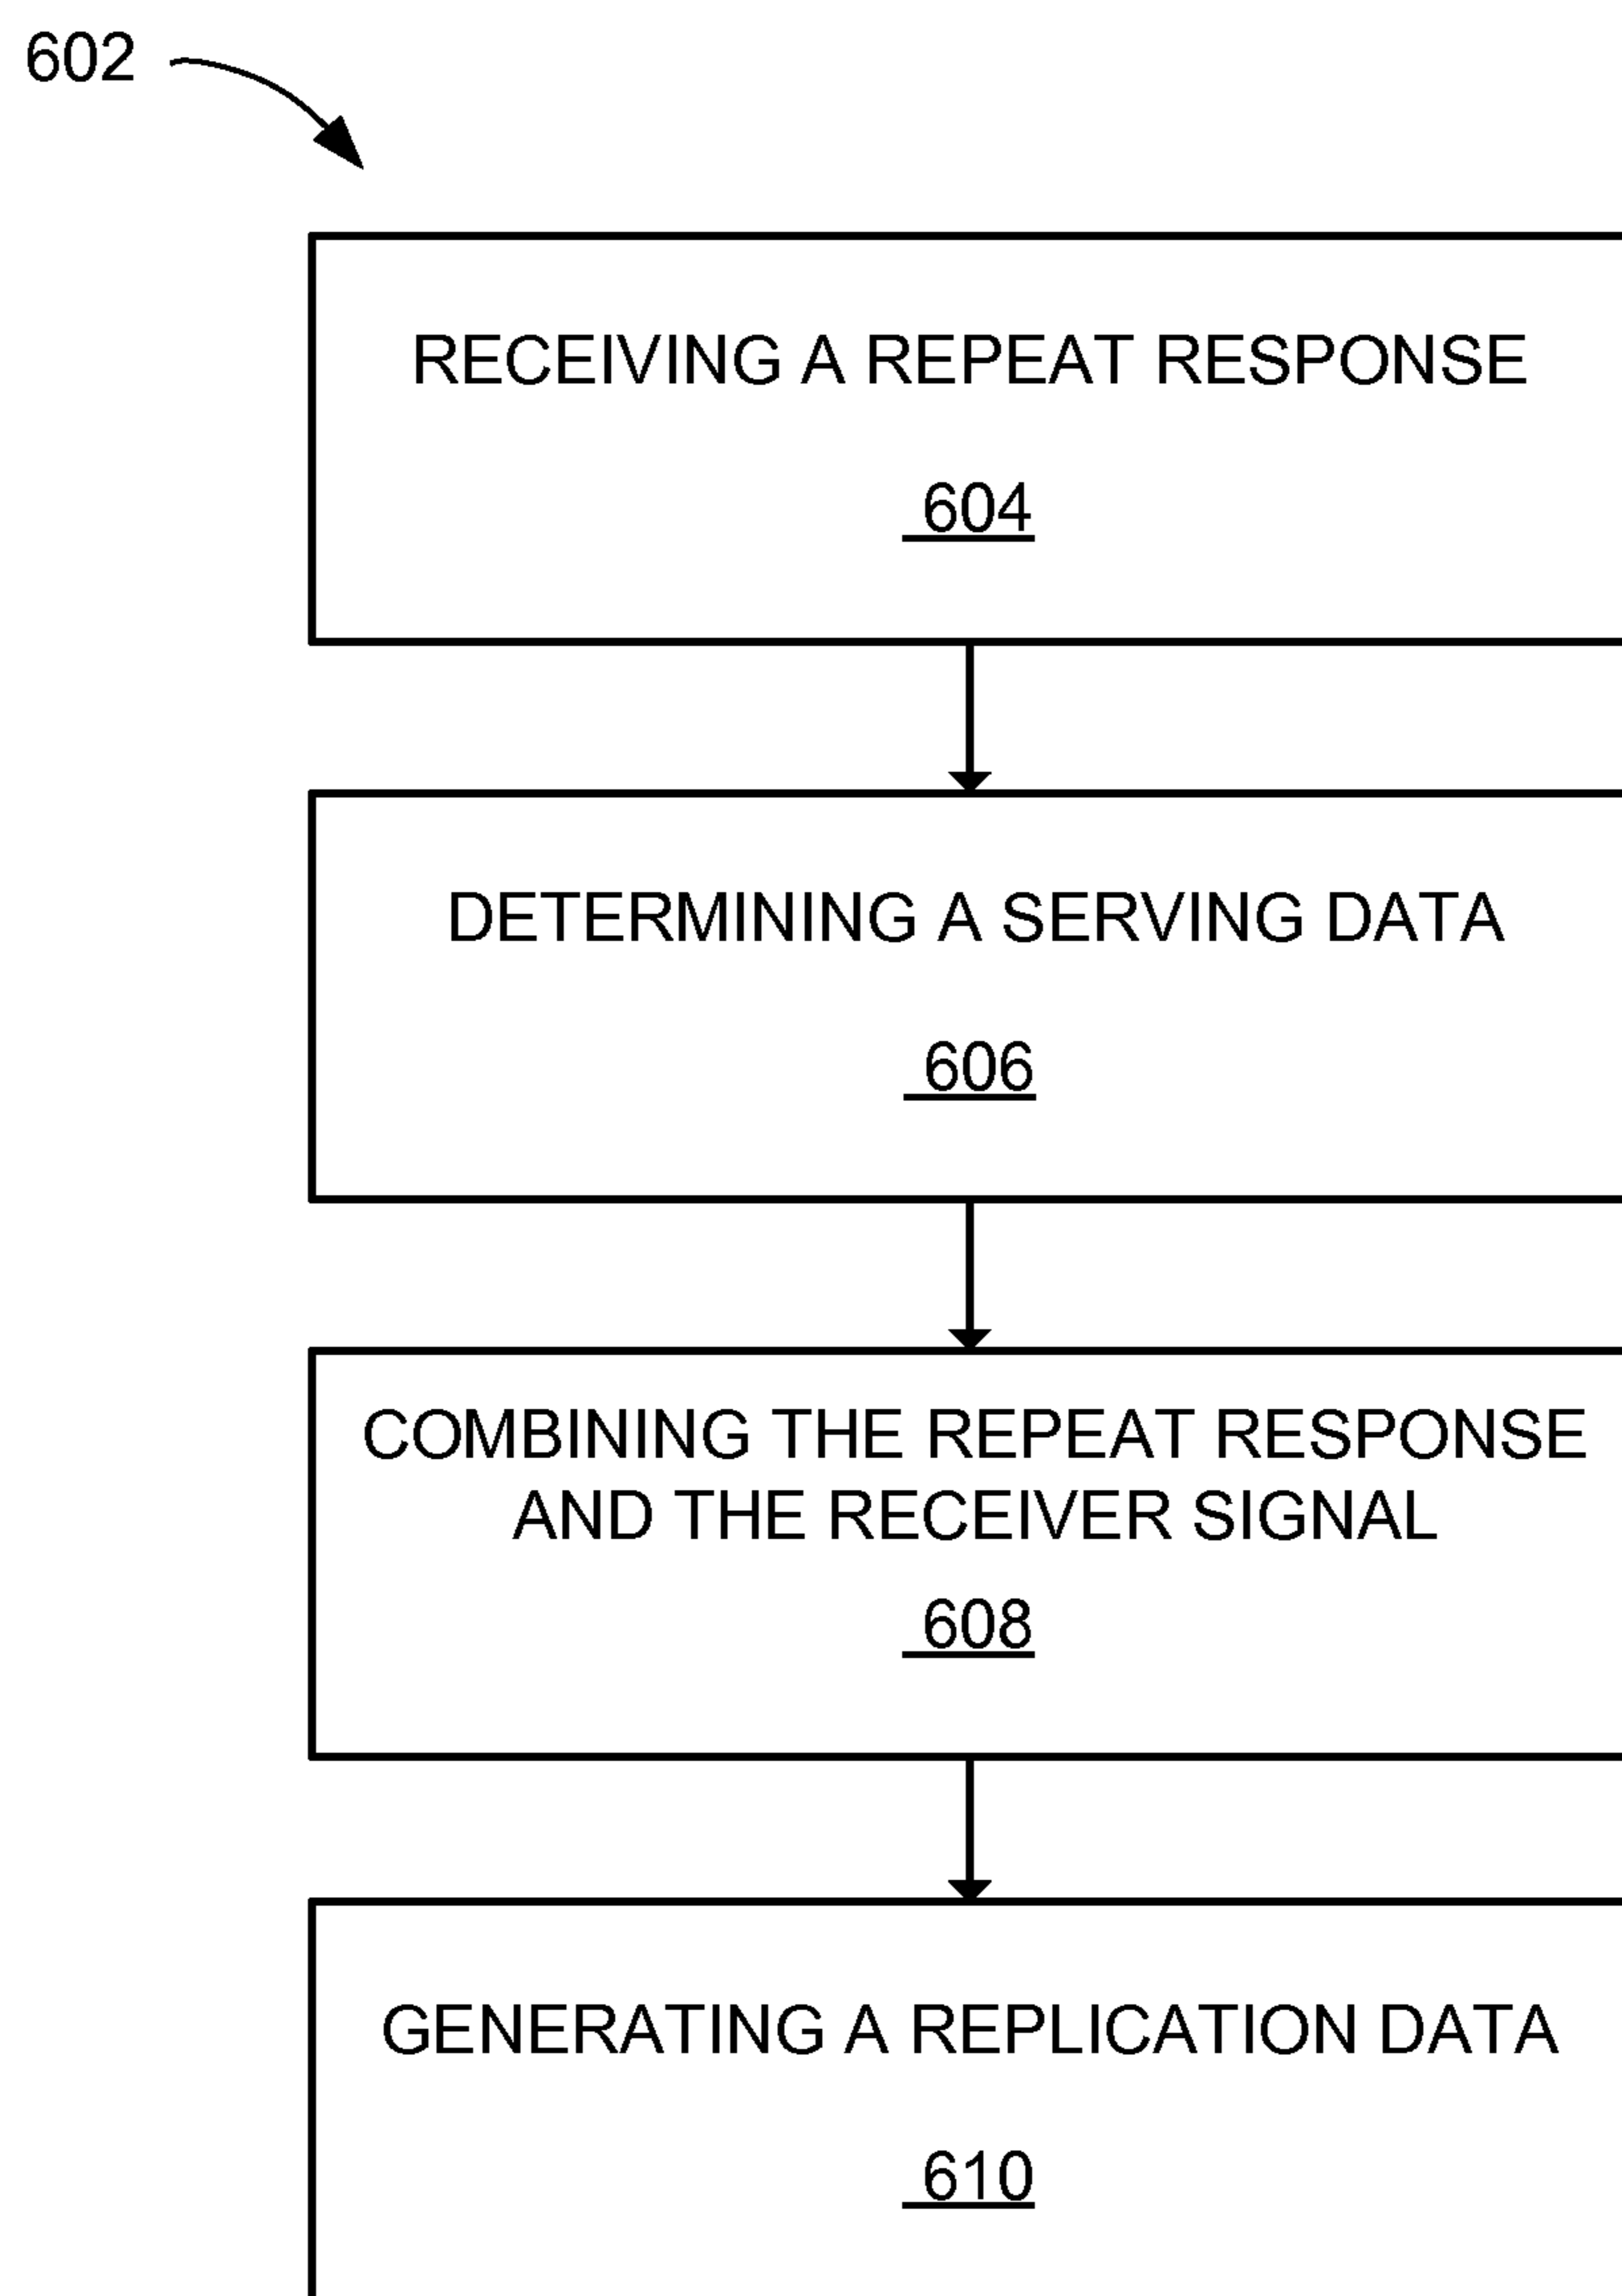 602
RECEIVING A REPEAT RESPONSE
604
DETERMINING A SERVING DATA
606
COMBINING THE REPEAT RESPONSE
AND THE RECEIVER SIGNAL
608
GENERATING A REPLICATION DATA
610